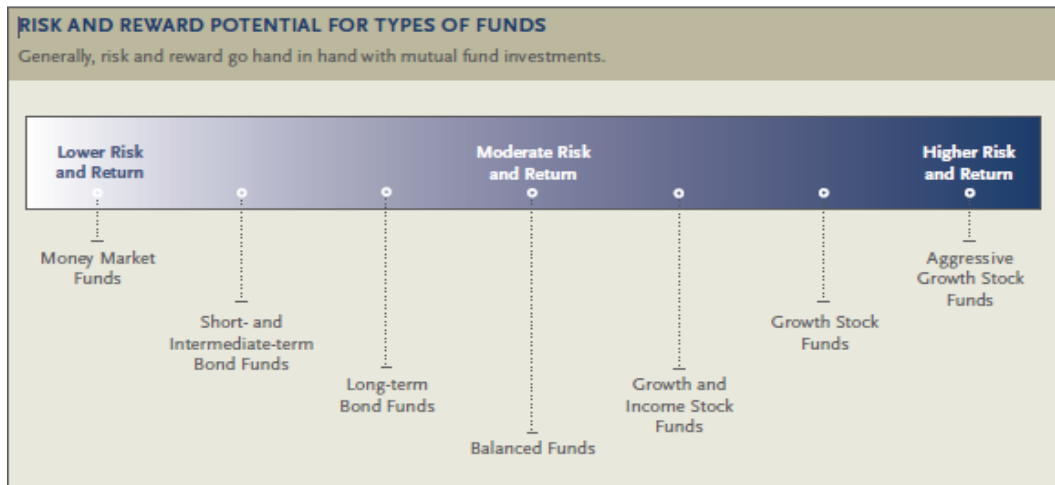 RISK AND REWARD POTENTIAL FOR TYPES OF FUNDS
Generally, risk and reward go hand in hand with mutual fund investments.
Lower Risk
and Return
Moderate Risk
and Return
Higher Risk
and Return
Money Market
Funds
Short- and
Intermediate-term
Bond Funds
Long-term
Bond Funds
Balanced Funds
Growth and
Income Stock
Funds
Growth Stock
Funds
Aggressive
Growth Stock
Funds